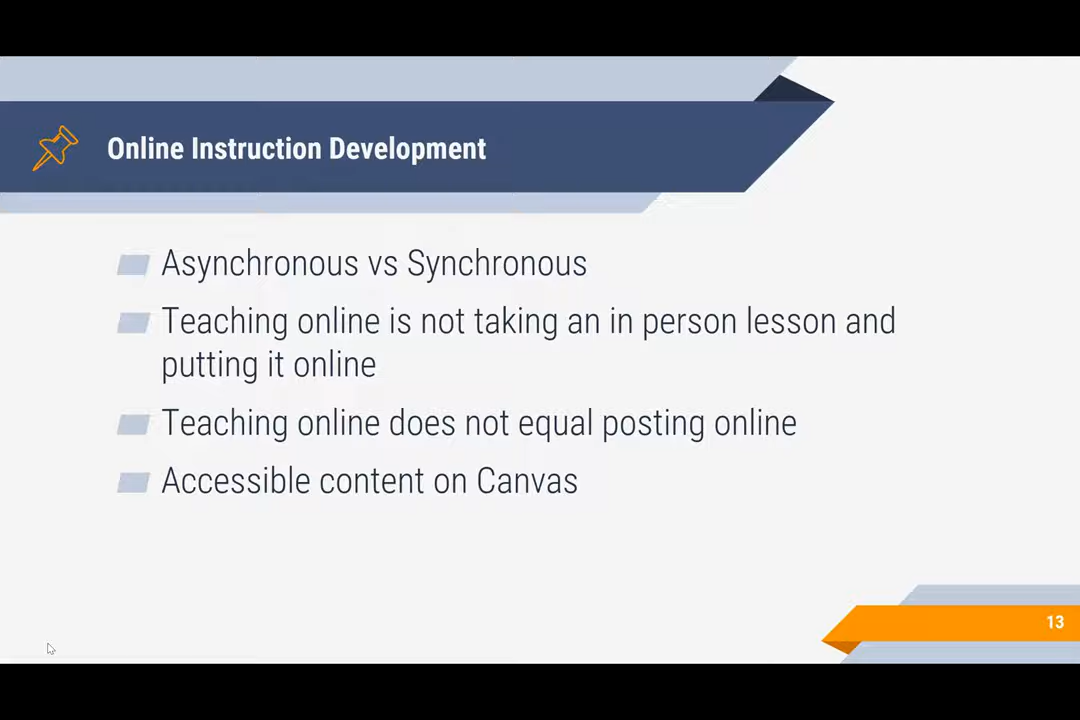 Online Instruction Development
Asynchronous vs Synchronous
Teaching online is not taking an in person lesson and
putting it online
Teaching online does not equal posting online
Accessible content on Canvas
13